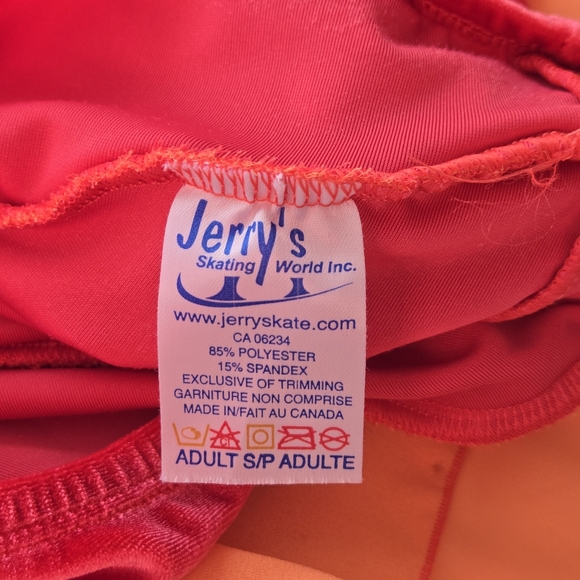 Jerry's
Skating World Inc.
www.jerryskate.com
CA 06234
85% POLYESTER
15% SPANDEX
EXCLUSIVE OF TRIMMING
GARNITURE NON COMPRISE
MADE IN/FAIT AU CANADA
ADULT S/P ADULTE